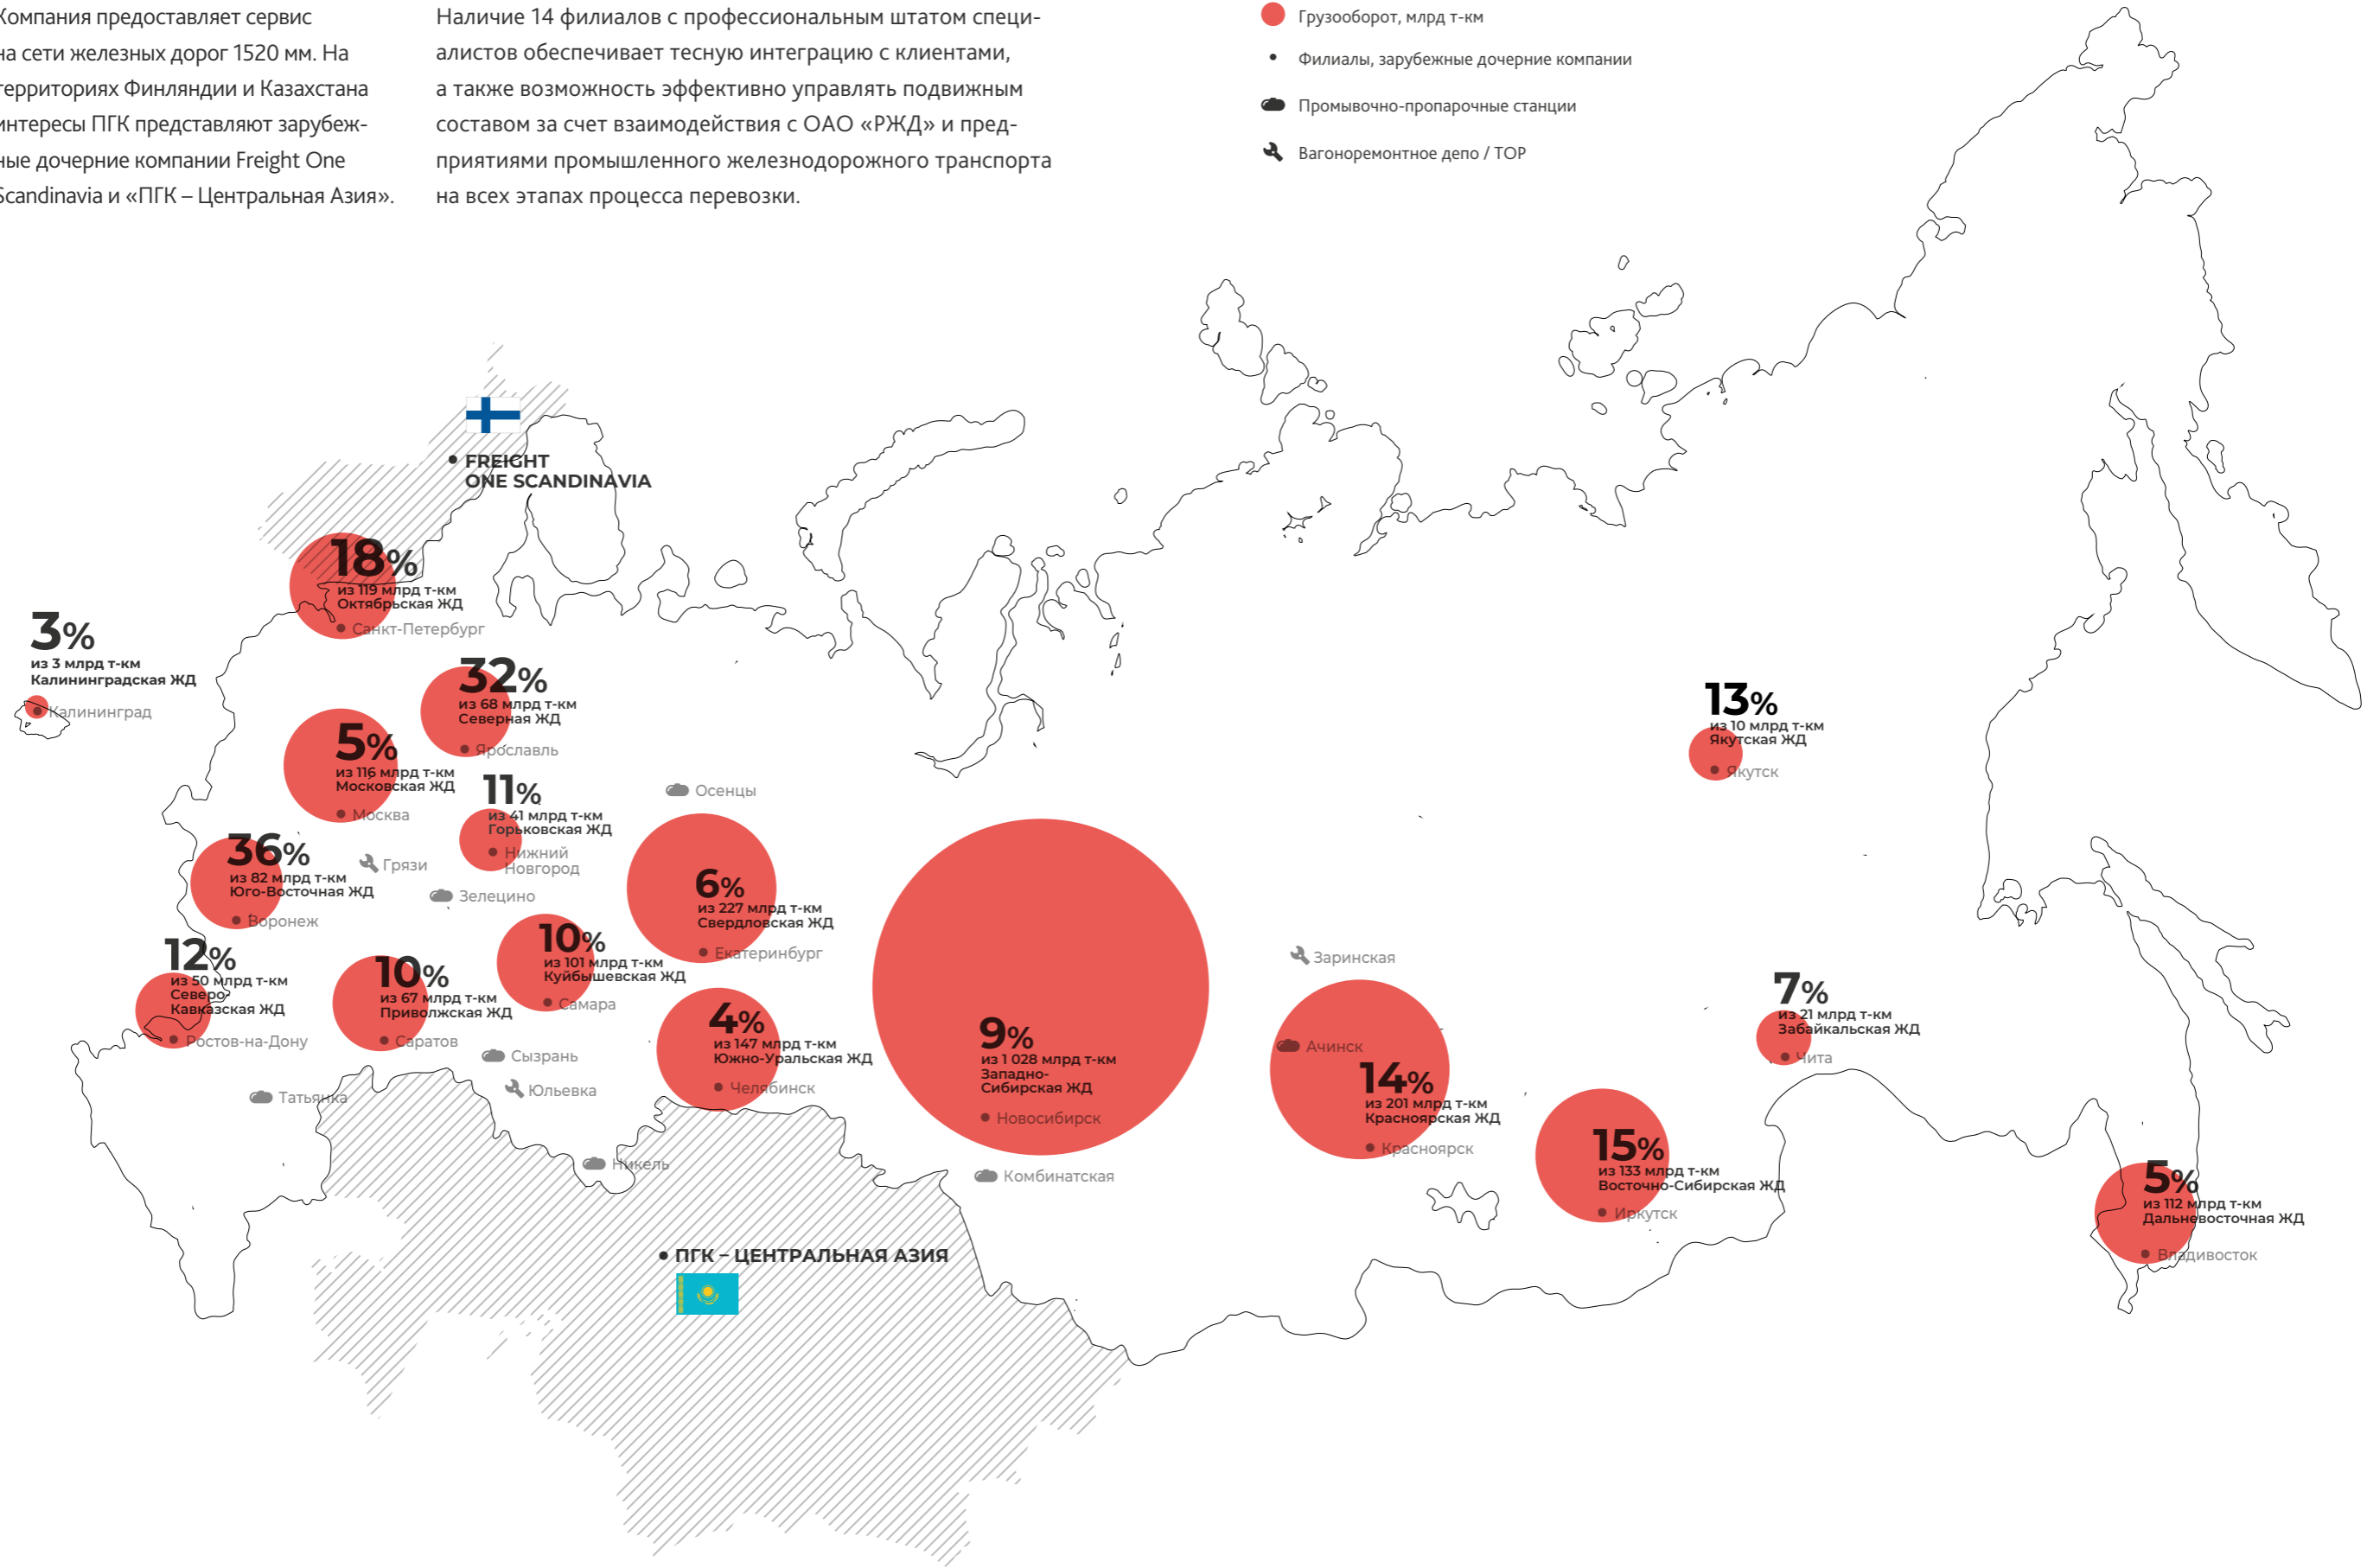 Компания предоставляет сервис
на сети железных дорог 1520 мм. На
территориях Финляндии и Казахстана
интересы ПГК представляют зарубеж-
ные дочерние компании Freight One
Scandinavia и «ПГК – Центральная Азия».
Наличие 14 филиалов с профессиональным штатом специ-
алистов обеспечивает тесную интеграцию с клиентами,
а также возможность эффективно управлять подвижным
составом за счет взаимодействия с ОАО «РЖД» и пред-
приятиями промышленного железнодорожного транспорта
на всех этапах процесса перевозки.
Грузооборот, млрд т-км
Филиалы, зарубежные дочерние компании
Промывочно-пропарочные станции
Вагоноремонтное депо / ТОР
FREIGHT
ONE SCANDINAVIA
18%
из 119 млрд т-км
Октябрьская ЖД
Санкт-Петербург
3%
из 3 млрд т-км
Калининградская ЖД
Калининград
32%
из 68 млрд т-км
Северная ЖД
Ярославль
13%
из 10 млрд т-км
Якутская ЖД
Якутск
5%
из 116 млрд т-км
Московская ЖД
Москва
11%
из 41 млрд т-км
Горьковская ЖД
Нижний
Новгород
Осенцы
36%
из 82 млрд т-км
Юго-Восточная ЖД
Воронеж
Грязи
Зелецино
6%
из 227 млрд т-км
Свердловская ЖД
Екатеринбург
12%
из 50 млрд т-км
Северо-
Кавказская ЖД
Ростов-на-Дону
10%
из 67 млрд т-км
Приволжская ЖД
Саратов
10%
из 101 млрд т-км
Куйбышевская ЖД
Самара
Сызрань
Юльевка
Татьянка
4%
из 147 млрд т-км
Южно-Уральская ЖД
Челябинск
Никель
9%
из 1 028 млрд т-км
Западно-
Сибирская ЖД
Новосибирск
Комбинатская
Заринская
Ачинск
14%
из 201 млрд т-км
Красноярская ЖД
Красноярск
7%
из 21 млрд т-км
Забайкальская ЖД
Чита
15%
из 133 млрд т-км
Восточно-Сибирская ЖД
Иркутск
5%
из 112 млрд т-км
Дальневосточная ЖД
Владивосток
ПГК – ЦЕНТРАЛЬНАЯ АЗИЯ